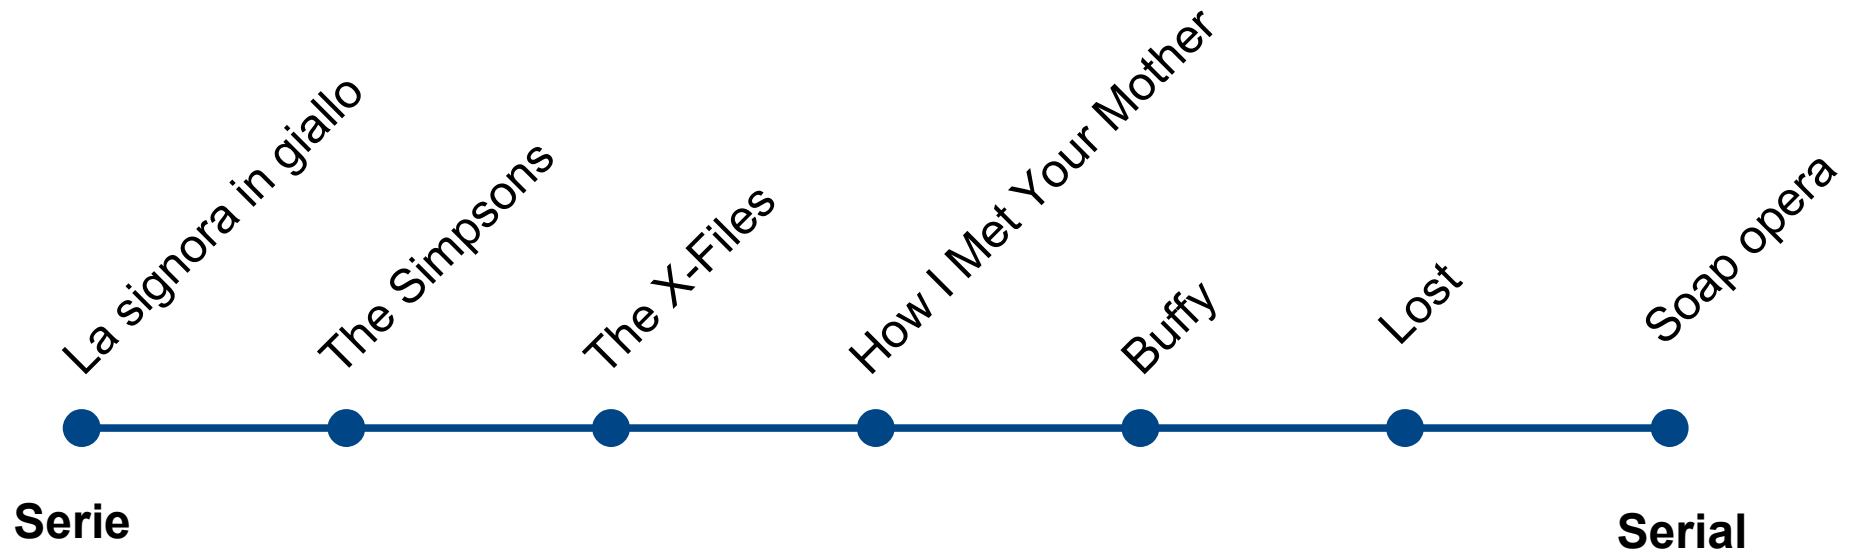 La signora in giallo
The Simpsons
The X-Files
How I Met Your Mother
Buffy
Lost
Soap opera
Serie
Serial